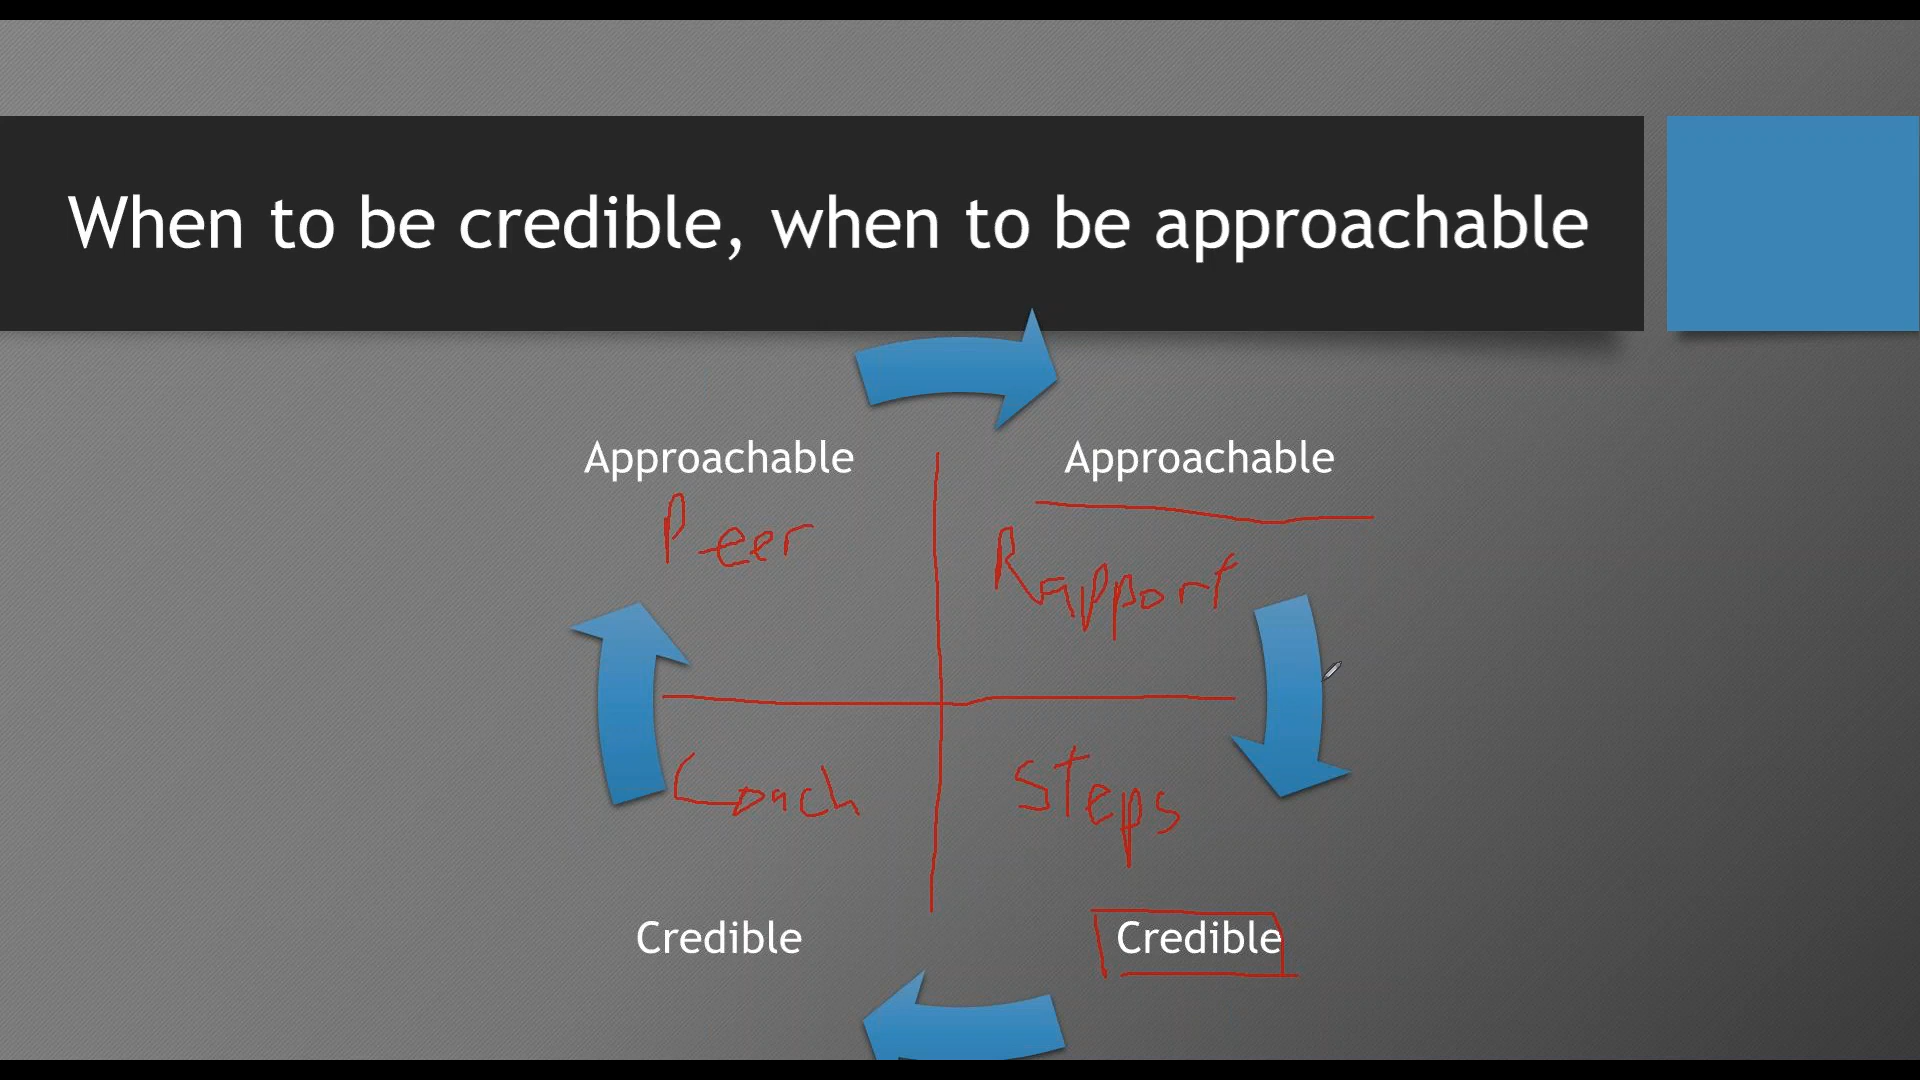 When to be credible, when to be approachable
Approachable
Approachable
Peer
Rapport
Coach
Steps
Credible
Credible